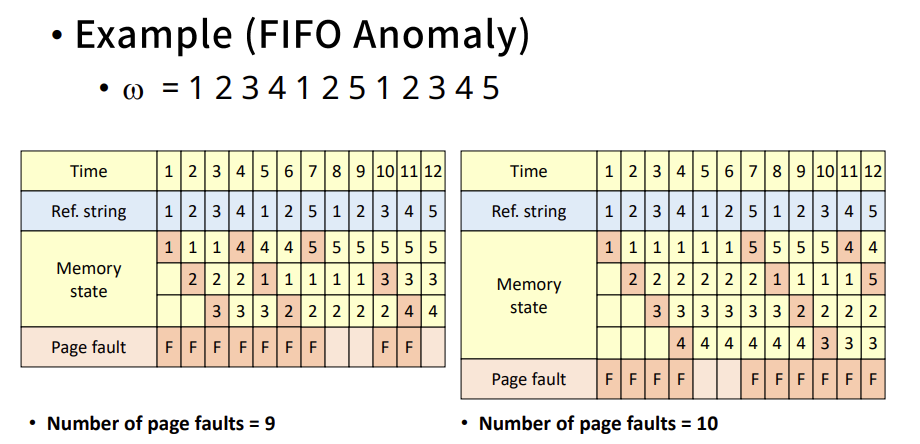 • Example (FIFO Anomaly)
• ω = 1 2 3 4 1 2 5 1 2 3 4 5
Time 1 2 3 4 5 6 7 8 9 10 11 12
Ref. string 1 2 3 4 1 2 5 1 2 3 4 5
Memory state
1 1 1 4 4 4 5 5 5 5 5 5
2 2 2 1 1 1 1 1 3 3 3
3 3 3 2 2 2 2 2 4 4
Page fault F F F F F F F F F
• Number of page faults = 9
Time 1 2 3 4 5 6 7 8 9 10 11 12
Ref. string 1 2 3 4 1 2 5 1 2 3 4 5
Memory state
1 1 1 1 1 1 5 5 5 5 4 4
2 2 2 2 2 2 1 1 1 1 5
3 3 3 3 3 3 2 2 2 2
4 4 4 4 4 4 3 3 3
Page fault F F F F F F F F F F
• Number of page faults = 10